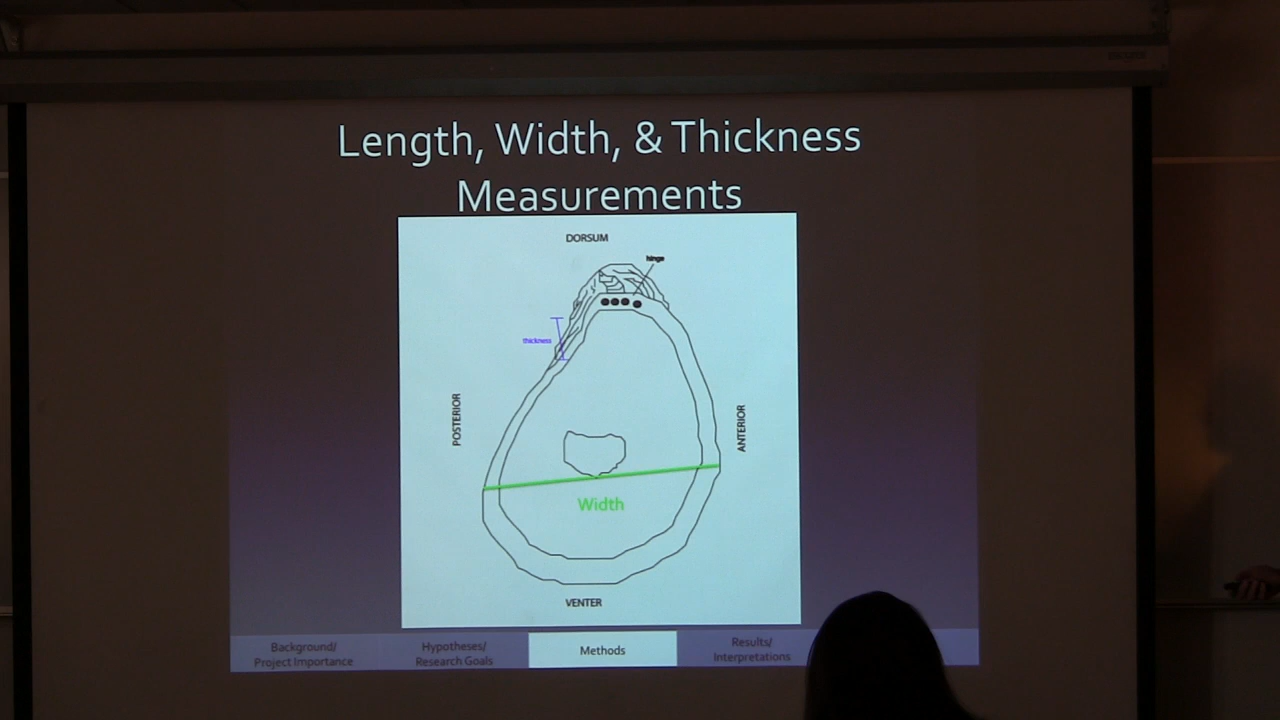 Length, Width, & Thickness
Measurements
DORSUM
hinge
thickness
POSTERIOR
ANTERIOR
Width
VENTER
Background/
Project Importance
Hypotheses/
Research Goals
Methods
Results/
Interpretations